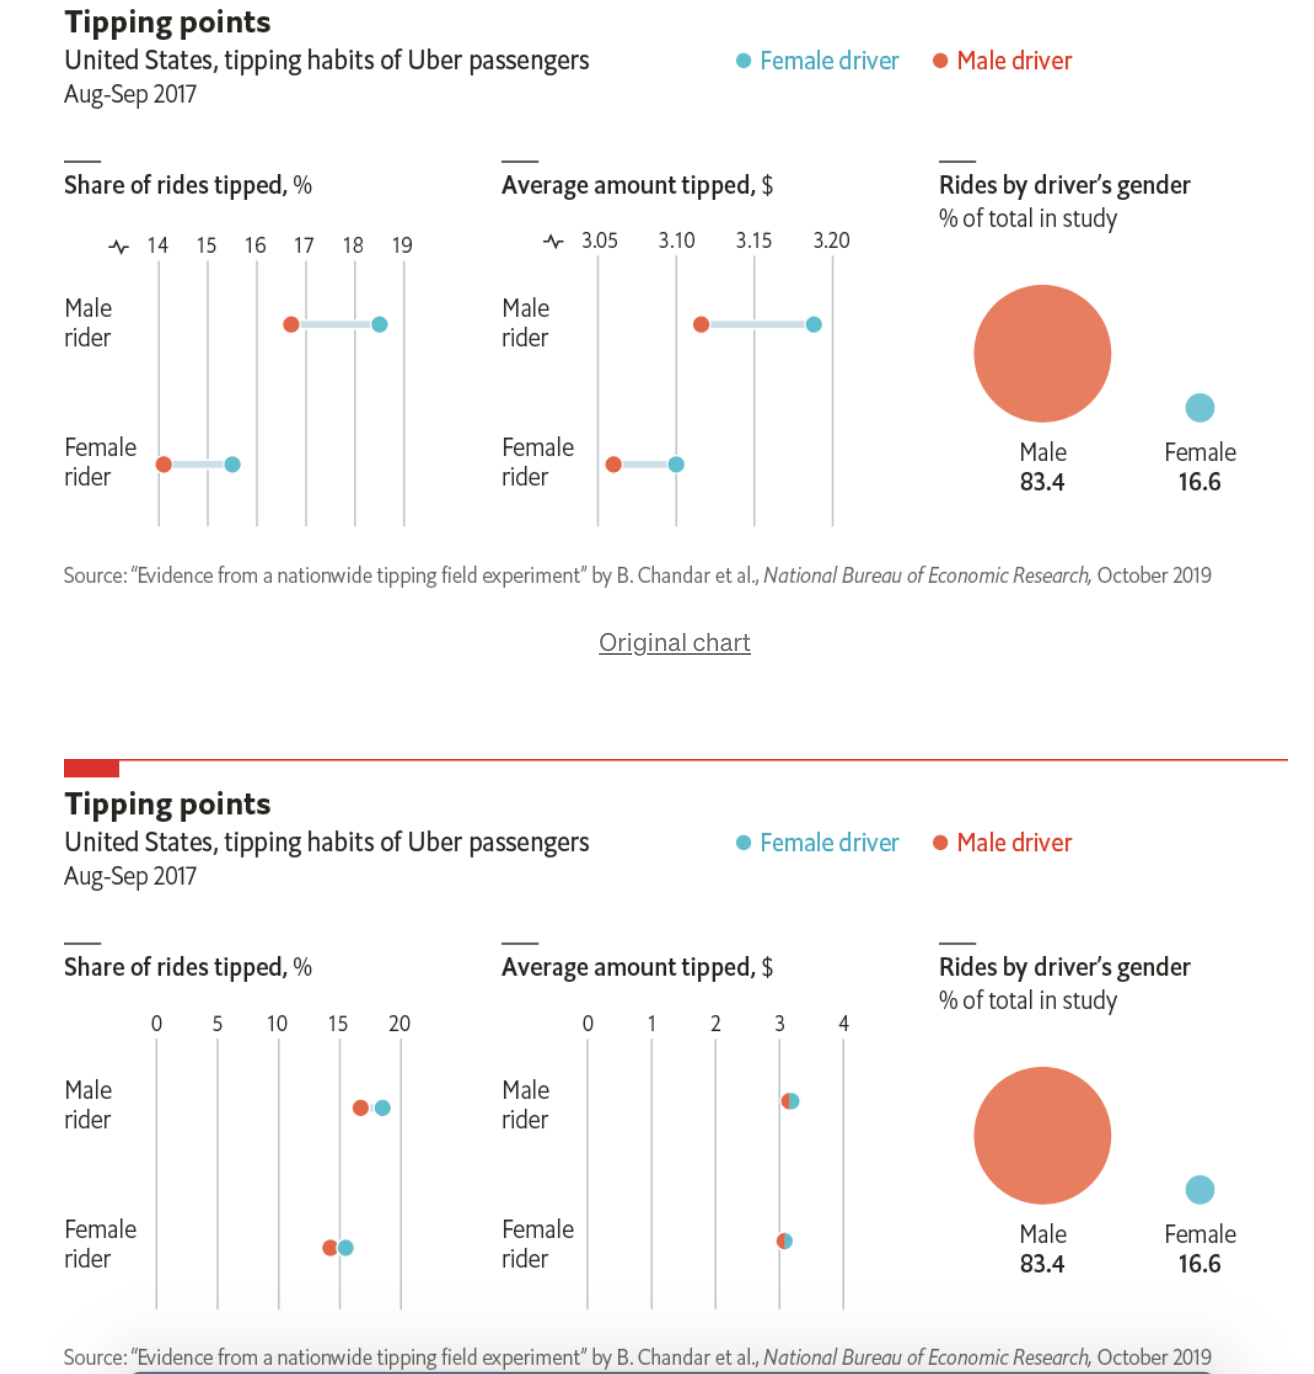 Tipping points
United States, tipping habits of Uber passengers
Female driver
Male driver
Aug-Sep 2017
Share of rides tipped, %
14 15 16 17 18 19
Male
rider
Female
rider
Average amount tipped, $
3.05 3.10 3.15 3.20
Male
rider
Female
rider
Rides by driver's gender
% of total in study
Male
83.4
Female
16.6
Source: "Evidence from a nationwide tipping field experiment" by B. Chandar et al., National Bureau of Economic Research, October 2019
Original chart
Tipping points
United States, tipping habits of Uber passengers
Female driver
Male driver
Aug-Sep 2017
Share of rides tipped, %
0 5 10 15 20
Male
rider
Female
rider
Average amount tipped, $
0 1 2 3 4
Male
rider
Female
rider
Rides by driver's gender
% of total in study
Male
83.4
Female
16.6
Source: "Evidence from a nationwide tipping field experiment" by B. Chandar et al., National Bureau of Economic Research, October 2019